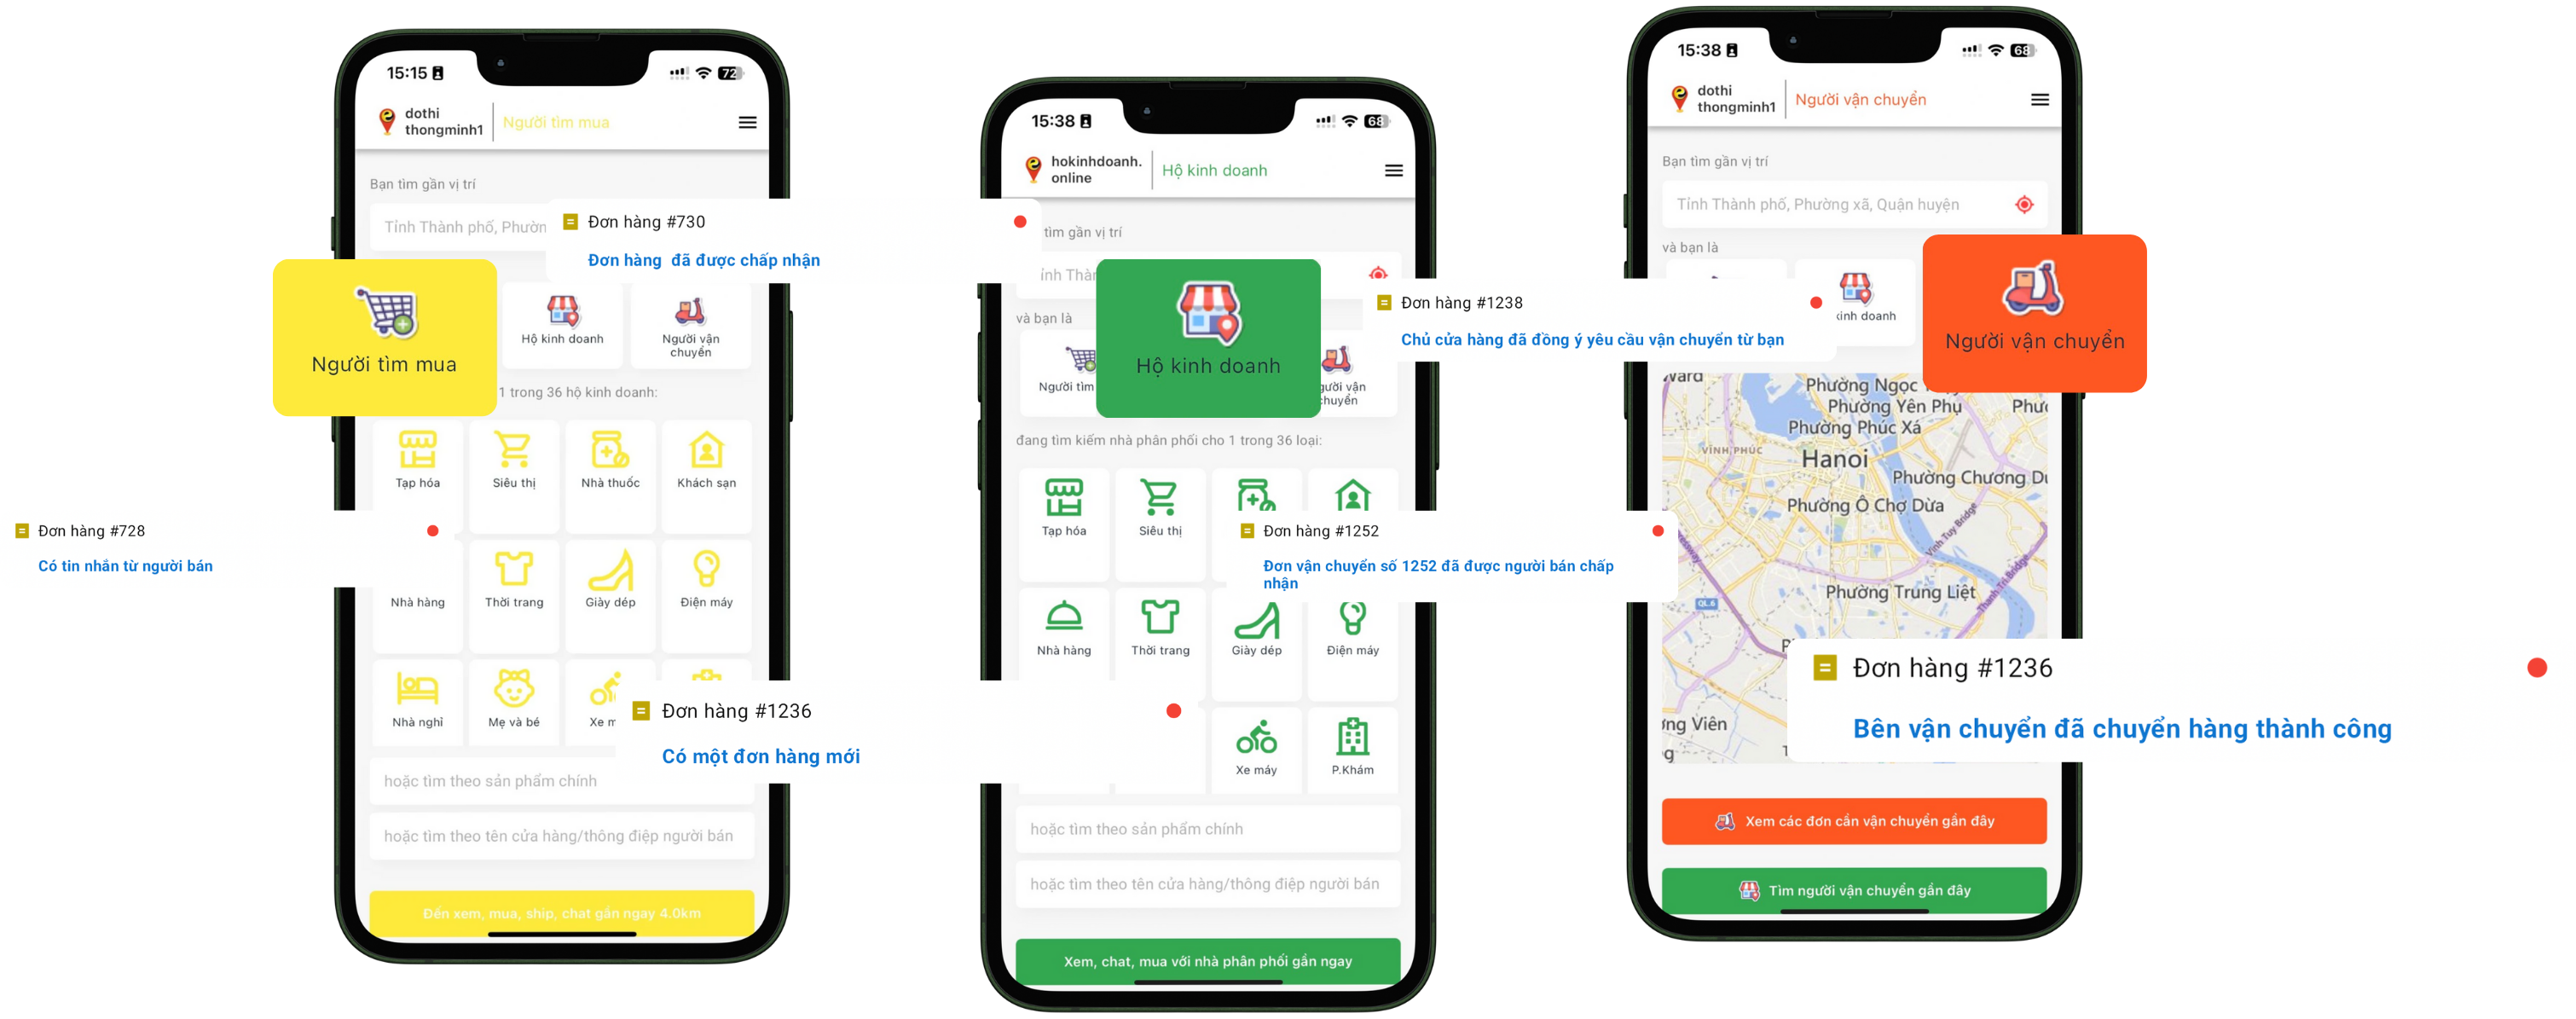 15:15
72
dothi
thongminh1
Người tìm mua
Bạn tìm gần vị trí
Tỉnh Thành phố, Phườn
Đơn hàng #730
Đơn hàng  đã được chấp nhận
Người tìm mua
Hộ kinh doanh
Người vận
chuyển
1 trong 36 hộ kinh doanh:
Tạp hóa
Siêu thị
Nhà thuốc
Khách sạn
Đơn hàng #728
Có tin nhắn từ người bán
Nhà hàng
Thời trang
Giày dép
Điện máy
Nhà nghỉ
Mẹ và bé
Xe m
Đơn hàng #1236
Có một đơn hàng mới
hoặc tìm theo sản phẩm chính
hoặc tìm theo tên cửa hàng/thông điệp người bán
Đến xem, mua, ship, chat gần ngay 4.0km
15:38
68
hokinhdoanh.
online
Hộ kinh doanh
tìm gần vị trí
ỉnh Thàn
và bạn là
Người tìm
Hộ kinh doanh
gười vận
chuyển
đang tìm kiếm nhà phân phối cho 1 trong 36 loại:
Tạp hóa
Siêu thị
Đơn hàng #1252
Đơn vận chuyển số 1252 đã được người bán chấp
nhận
Nhà hàng
Thời trang
Giày dép
Điện máy
Xe máy
P.Khám
hoặc tìm theo sản phẩm chính
hoặc tìm theo tên cửa hàng/thông điệp người bán
Xem, chat, mua với nhà phân phối gần ngay
15:38
68
dothi
thongminh1
Người vận chuyển
Bạn tìm gần vị trí
Tỉnh Thành phố, Phường xã, Quận huyện
và bạn là
Đơn hàng #1238
Chủ cửa hàng đã đồng ý yêu cầu vận chuyển từ bạn
kinh doanh
Người vận chuyển
Ward
Phường Ngọc
Phường Yên Phụ
Phườ
Phường Phúc Xá
VĨNH PHÚC
Hanoi
Phường Chương Dư
Phường Ô Chợ Dừa
Vinh Tuy Bridge
Phường Trung Liệt
Thanh Tri Bridge
QL.6
Đơn hàng #1236
Bên vận chuyển đã chuyển hàng thành công
ng Viên
Xem các đơn cần vận chuyển gần đây
Tìm người vận chuyển gần đây